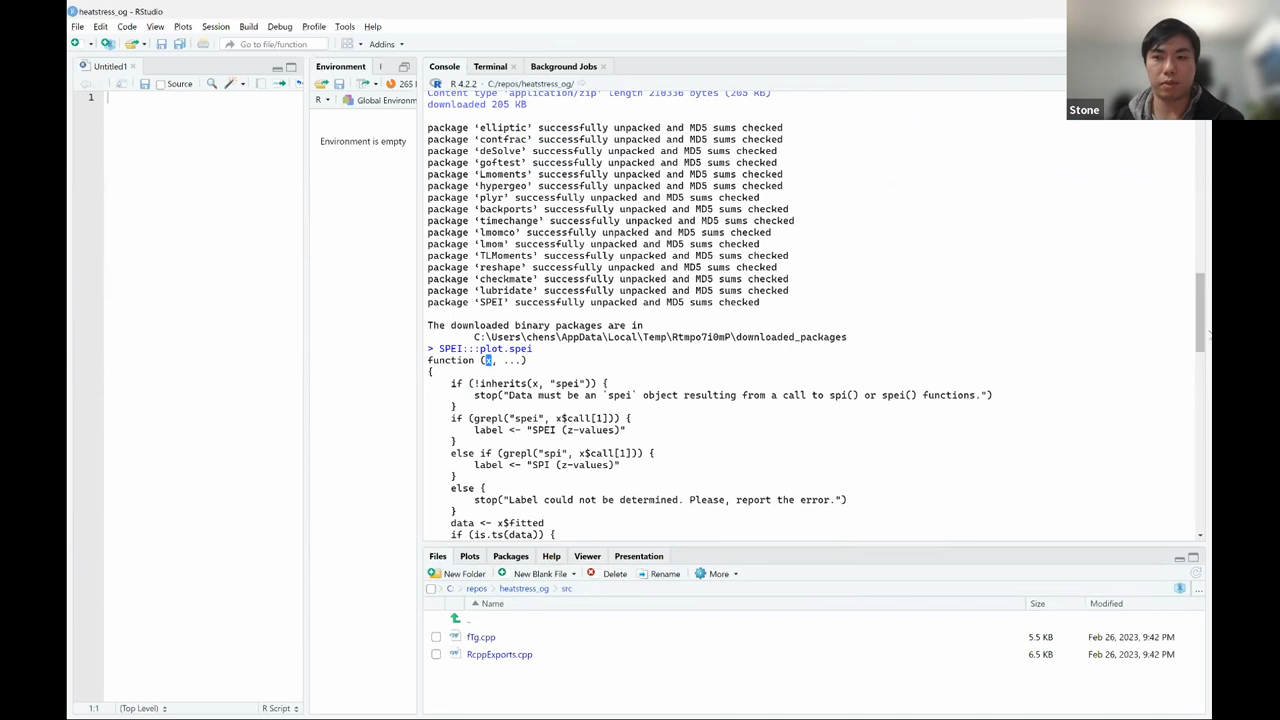 heatstress_og - RStudio
File Edit Code View Plots Session Build Debug Profile Tools Help
Go to file/function
Addins
Untitled1
Source
1
1:1
(Top Level)
R Script
Environment
265
R
Global Environm
Environment is empty
Console Terminal Background Jobs
R 4.2.2 · C:/repos/heatstress_og/
Content type 'application/zip' length 210336 bytes (205 KB)
downloaded 205 KB
package ‘elliptic’ successfully unpacked and MD5 sums checked
package ‘contfrac’ successfully unpacked and MD5 sums checked
package ‘deSolve’ successfully unpacked and MD5 sums checked
package ‘goftest’ successfully unpacked and MD5 sums checked
package ‘Lmoments’ successfully unpacked and MD5 sums checked
package ‘hypergeo’ successfully unpacked and MD5 sums checked
package ‘plyr’ successfully unpacked and MD5 sums checked
package ‘backports’ successfully unpacked and MD5 sums checked
package ‘timechange’ successfully unpacked and MD5 sums checked
package ‘lmomco’ successfully unpacked and MD5 sums checked
package ‘lmom’ successfully unpacked and MD5 sums checked
package ‘TLMoments’ successfully unpacked and MD5 sums checked
package ‘reshape’ successfully unpacked and MD5 sums checked
package ‘checkmate’ successfully unpacked and MD5 sums checked
package ‘lubridate’ successfully unpacked and MD5 sums checked
package ‘SPEI’ successfully unpacked and MD5 sums checked
The downloaded binary packages are in
C:\Users\chens\AppData\Local\Temp\Rtmpo7i0mP\downloaded_packages
> SPEI:::plot.spei
function (x, ...)
{
if (!inherits(x, "spei")) {
stop("Data must be an `spei` object resulting from a call to spi() or spei() functions.")
}
if (grepl("spei", x$call[1])) {
label <- "SPEI (z-values)"
}
else if (grepl("spi", x$call[1])) {
label <- "SPI (z-values)"
}
else {
stop("Label could not be determined. Please, report the error.")
}
data <- x$fitted
if (is.ts(data)) {
Files Plots Packages Help Viewer Presentation
New Folder New Blank File Delete Rename More
C: repos heatstress_og src
Name Size Modified
..
fTg.cpp 5.5 KB Feb 26, 2023, 9:42 PM
RcppExports.cpp 6.5 KB Feb 26, 2023, 9:42 PM
Stone